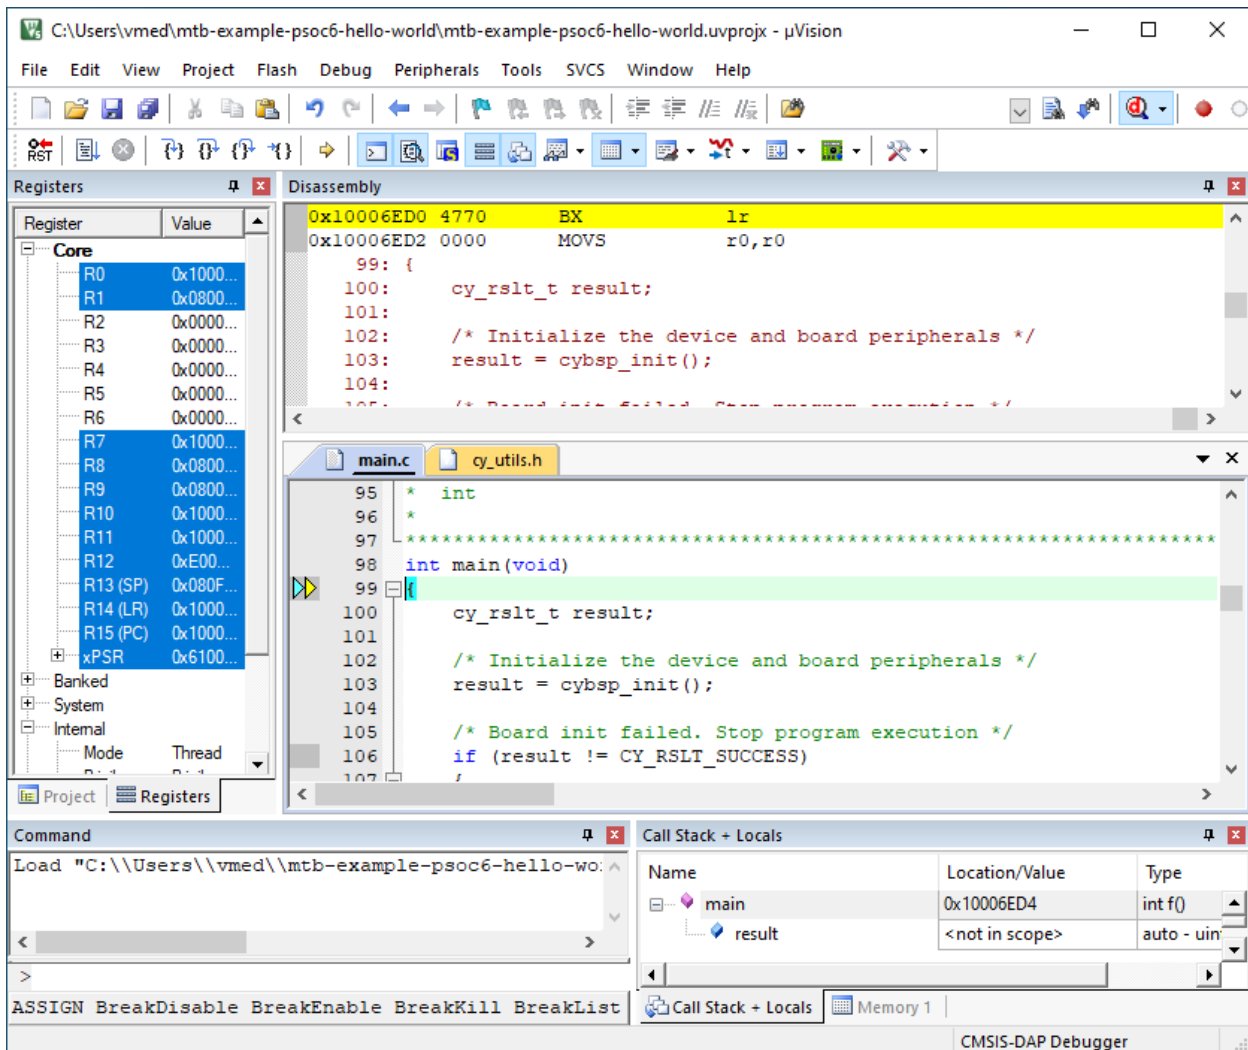 C:\Users\vmed\mtb-example-psoc6-hello-world\mtb-example-psoc6-hello-world.uvprojx - µVision
File Edit View Project Flash Debug Peripherals Tools SVCS Window Help
RST
Registers
Register Value
Core
R0 0x1000...
R1 0x0800...
R2 0x0000...
R3 0x0000...
R4 0x0000...
R5 0x0000...
R6 0x0000...
R7 0x1000...
R8 0x0800...
R9 0x0800...
R10 0x1000...
R11 0x1000...
R12 0xE00...
R13 (SP) 0x080F...
R14 (LR) 0x1000...
R15 (PC) 0x1000...
xPSR 0x6100...
Banked
System
Internal
Mode Thread
Project Registers
Disassembly
0x10006ED0 4770 BX lr
0x10006ED2 0000 MOVS r0,r0
99: {
100: cy_rslt_t result;
101:
102: /* Initialize the device and board peripherals */
103: result = cybsp_init();
104:
105: /* Board init failed. Stop program execution */
main.c cy_utils.h
95 * int
96 *
97 *******************************************************************
98 int main(void)
99 {
100 cy_rslt_t result;
101
102 /* Initialize the device and board peripherals */
103 result = cybsp_init();
104
105 /* Board init failed. Stop program execution */
106 if (result != CY_RSLT_SUCCESS)
107 {
Command
Load "C:\\Users\\vmed\\mtb-example-psoc6-hello-wo
>
ASSIGN BreakDisable BreakEnable BreakKill BreakList
Call Stack + Locals
Name Location/Value Type
main 0x10006ED4 int f()
result <not in scope> auto - uin
Call Stack + Locals Memory 1
CMSIS-DAP Debugger